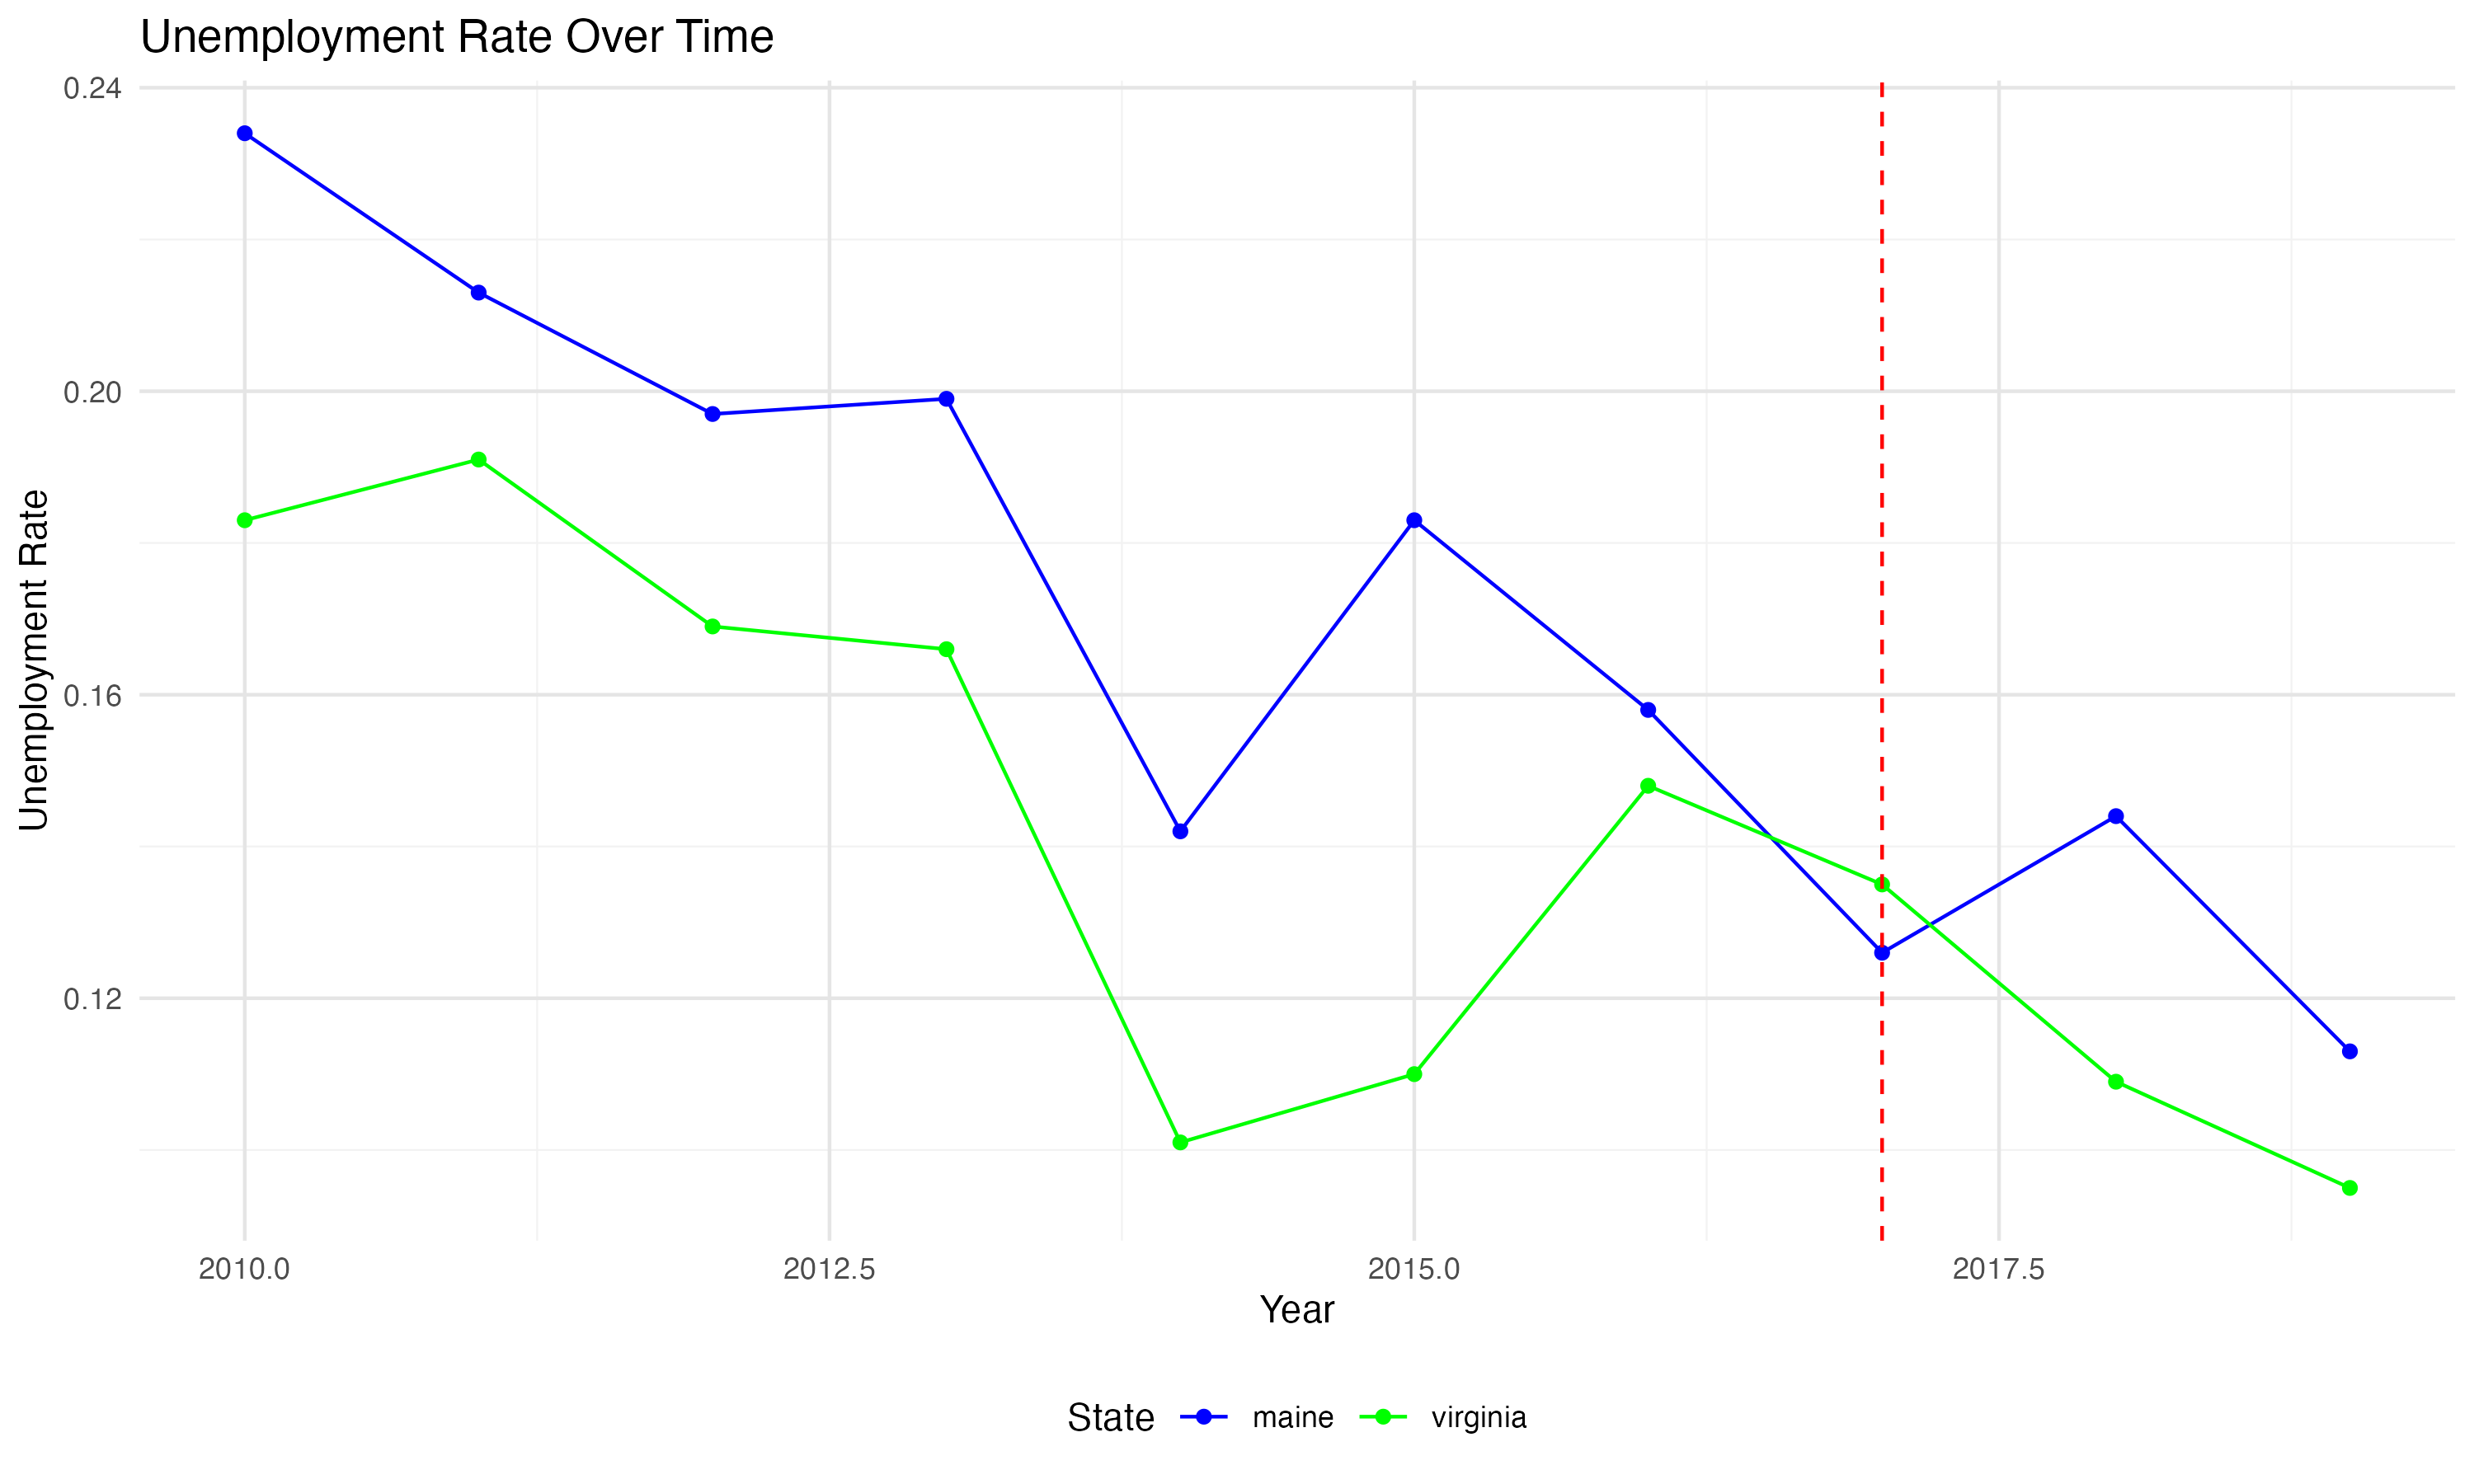 Unemployment Rate Over Time
Unemployment Rate
0.24
0.20
0.16
0.12
2010.0 2012.5 2015.0 2017.5
Year
State maine virginia